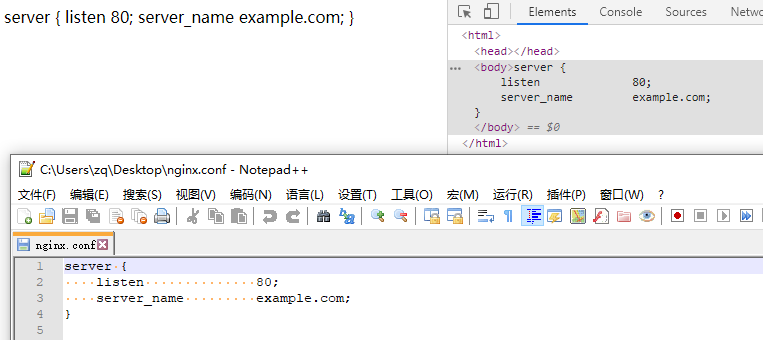 server { listen 80; server_name example.com; }
Elements Console Sources Netw
<html>
<head></head>
••• <body>server {
listen 80;
server_name example.com;
}
</body> == $0
</html>
C:\Users\zq\Desktop\nginx.conf - Notepad++
文件(F) 编辑(E) 搜索(S) 视图(V) 编码(N) 语言(L) 设置(T) 工具(O) 宏(M) 运行(R) 插件(P) 窗口(W) ?
nginx.conf
1 server {
2 listen 80;
3 server_name example.com;
4 }
5